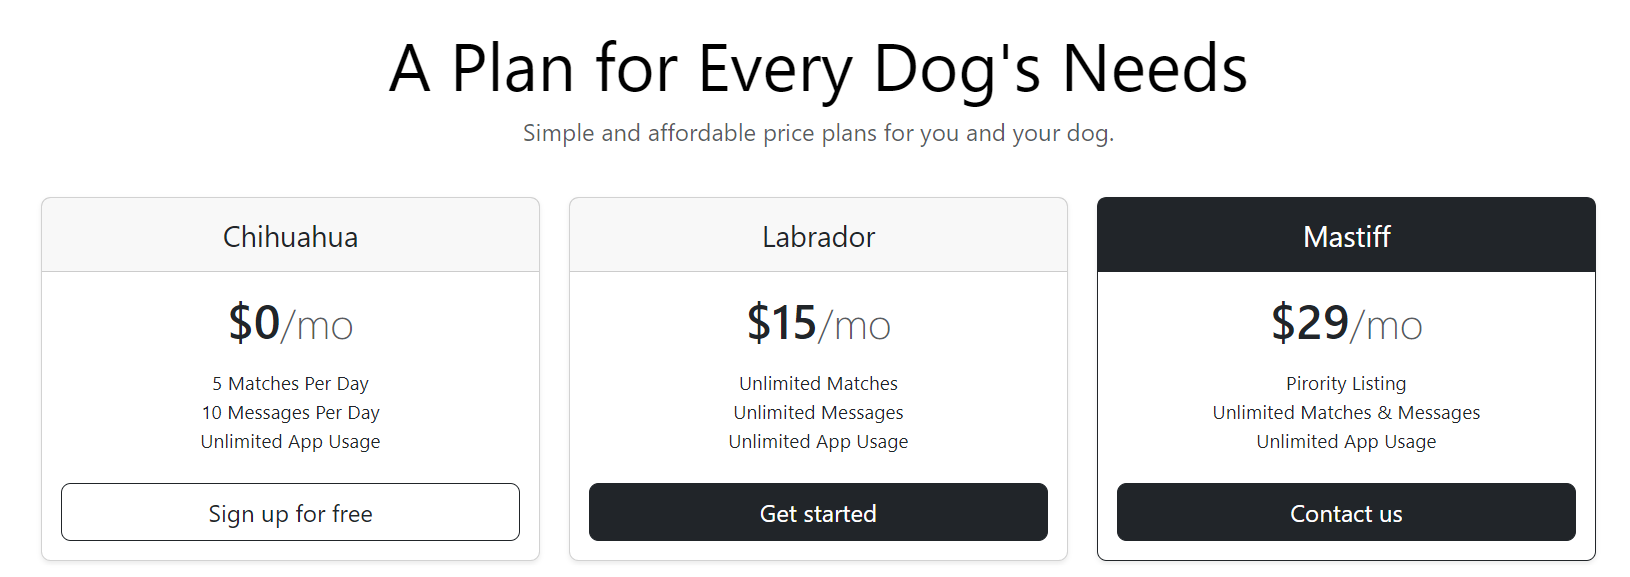 A Plan for Every Dog's Needs
Simple and affordable price plans for you and your dog.
Chihuahua
$0/mo
5 Matches Per Day
10 Messages Per Day
Unlimited App Usage
Sign up for free
Labrador
$15/mo
Unlimited Matches
Unlimited Messages
Unlimited App Usage
Get started
Mastiff
$29/mo
Pirority Listing
Unlimited Matches & Messages
Unlimited App Usage
Contact us